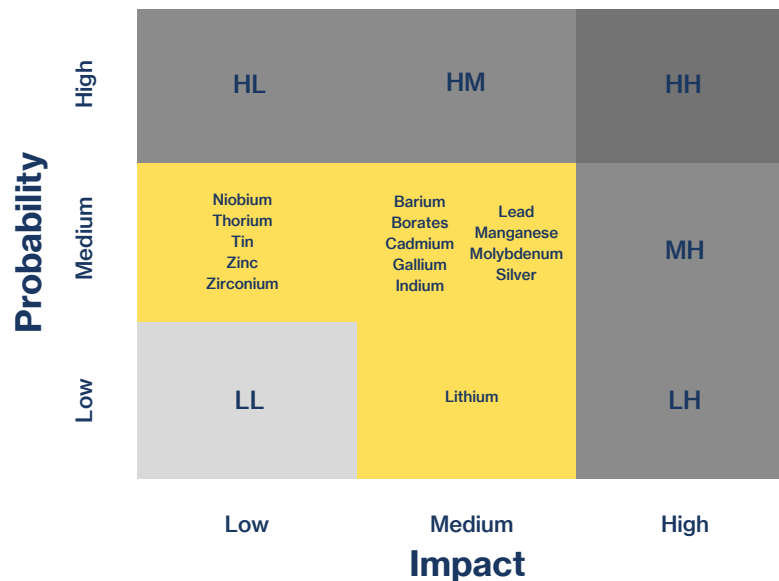 Probability
High
HL
HM
HH
Medium
Niobium
Thorium
Tin
Zinc
Zirconium
Barium
Borates
Cadmium
Gallium
Indium
Lead
Manganese
Molybdenum
Silver
MH
Low
LL
Lithium
LH
Low
Medium
High
Impact